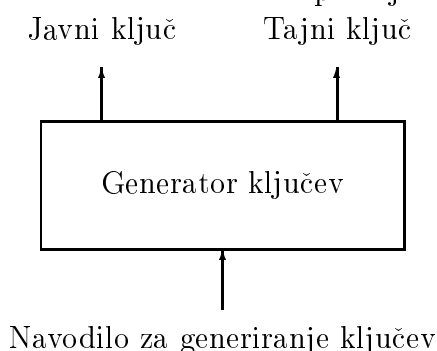 Javni ključ Tajni ključ
Generator ključev
Navodilo za generiranje ključev